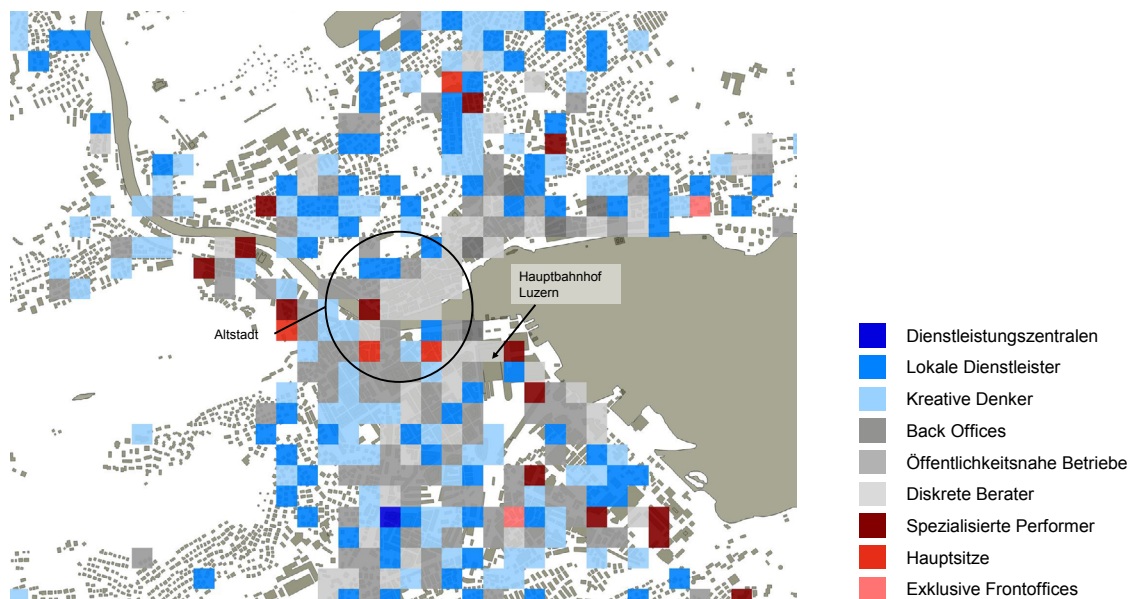 Hauptbahnhof
Luzern
Altstadt
Dienstleistungszentralen
Lokale Dienstleister
Kreative Denker
Back Offices
Öffentlichkeitsnahe Betriebe
Diskrete Berater
Spezialisierte Performer
Hauptsitze
Exklusive Frontoffices